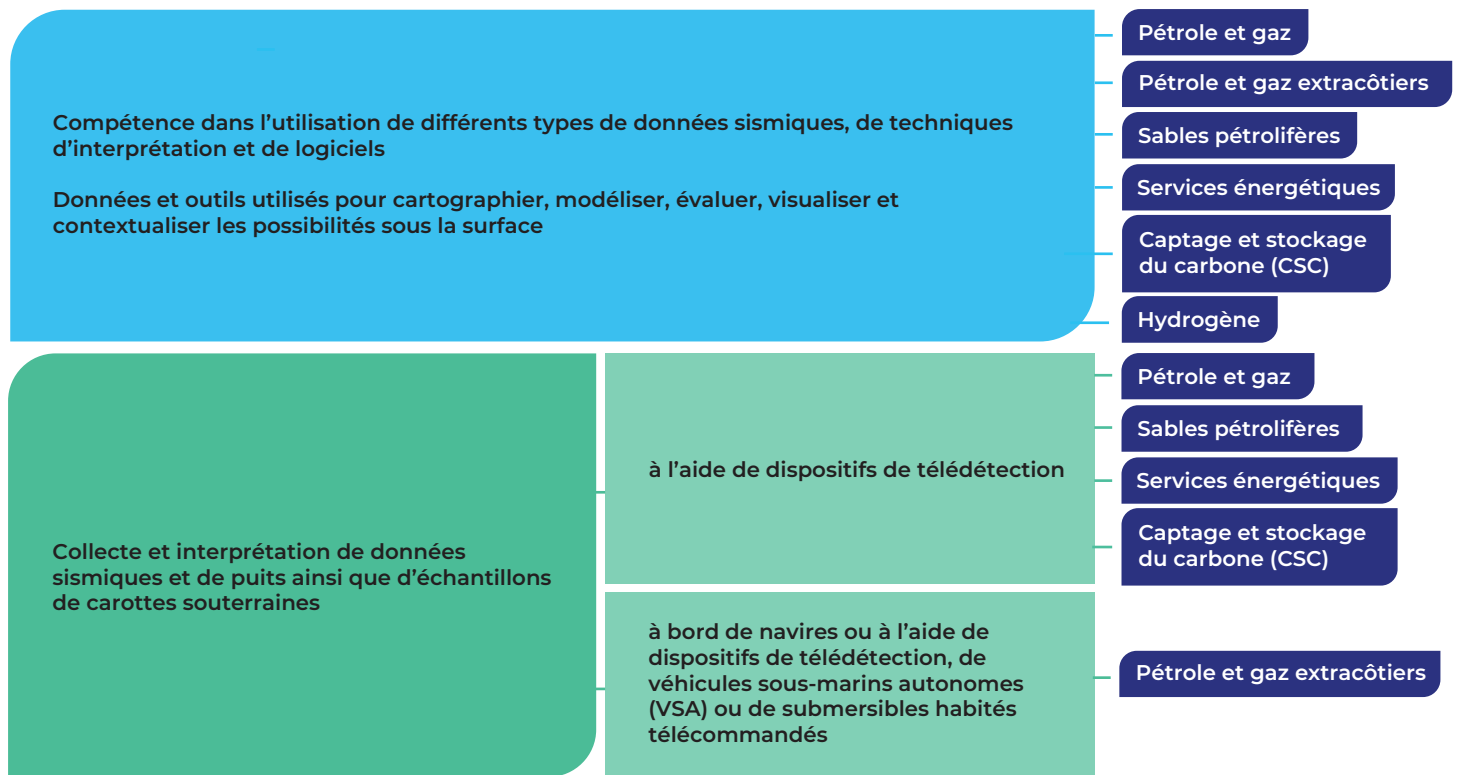 Compétence dans l’utilisation de différents types de données sismiques, de techniques
d’interprétation et de logiciels
Données et outils utilisés pour cartographier, modéliser, évaluer, visualiser et
contextualiser les possibilités sous la surface
Pétrole et gaz
Pétrole et gaz extracôtiers
Sables pétrolifères
Services énergétiques
Captage et stockage
du carbone (CSC)
Hydrogène
Collecte et interprétation de données
sismiques et de puits ainsi que d’échantillons
de carottes souterraines
à l’aide de dispositifs de télédétection
Pétrole et gaz
Sables pétrolifères
Services énergétiques
Captage et stockage
du carbone (CSC)
à bord de navires ou à l’aide de
dispositifs de télédétection, de
véhicules sous-marins autonomes
(VSA) ou de submersibles habités
télécommandés
Pétrole et gaz extracôtiers